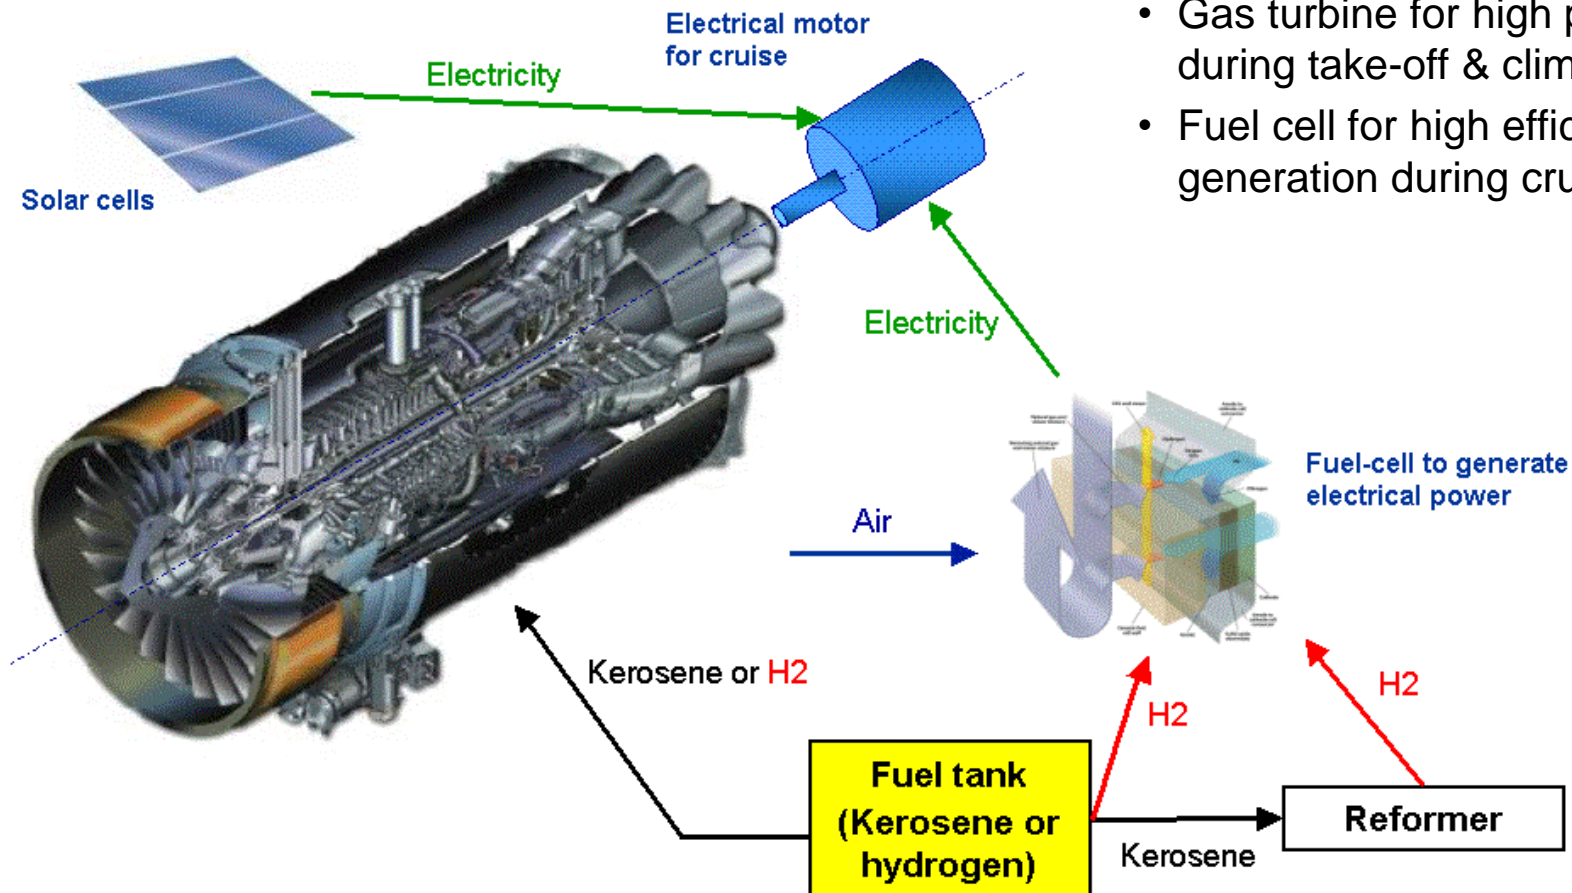 Electrical motor
for cruise
• Gas turbine for high
during take-off & clim
• Fuel cell for high effic
generation during cru
Electricity
Solar cells
Electricity
Fuel-cell to generate
electrical power
Air
Kerosene or H2
H2
H2
Fuel tank
(Kerosene or
hydrogen)
Kerosene
Reformer